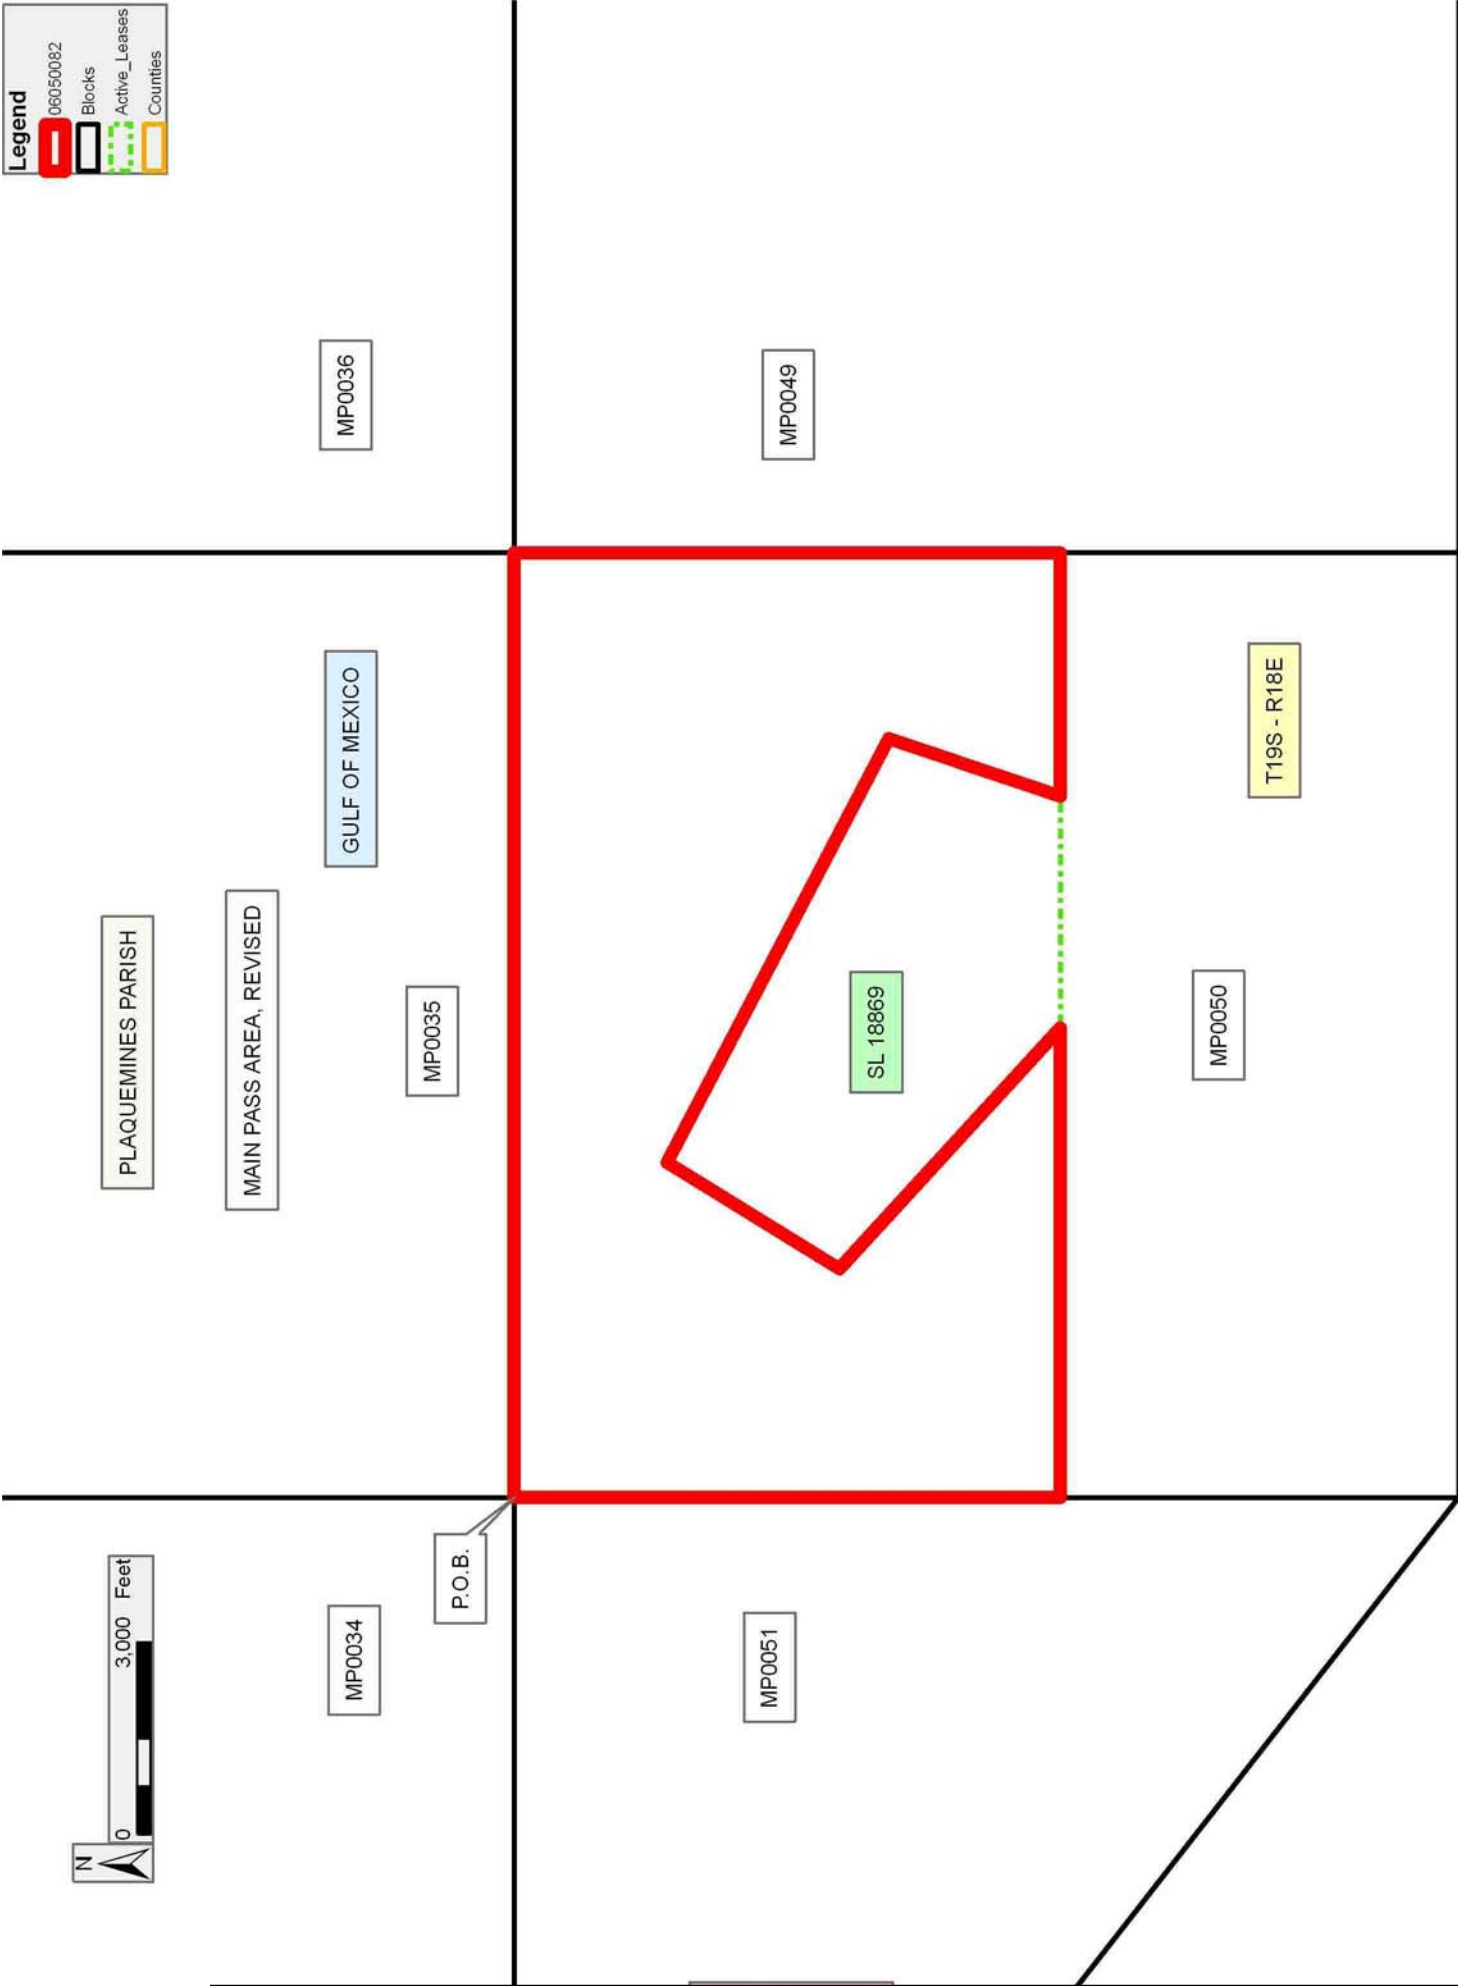 PLAQUEMINES PARISH
MAIN PASS AREA, REVISED
GULF OF MEXICO
N
0 3,000 Feet
Legend
06050082
Blocks
Active_Leases
Counties
MP0034
MP0035
MP0036
P.O.B.
MP0051
SL 18869
MP0049
MP0050
T19S - R18E